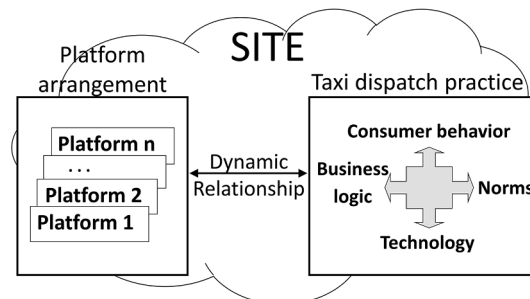 SITE
Platform
arrangement
Platform n
...
Platform 2
Platform 1
Dynamic
Relationship
Taxi dispatch practice
Consumer behavior
Business
logic
Norms
Technology